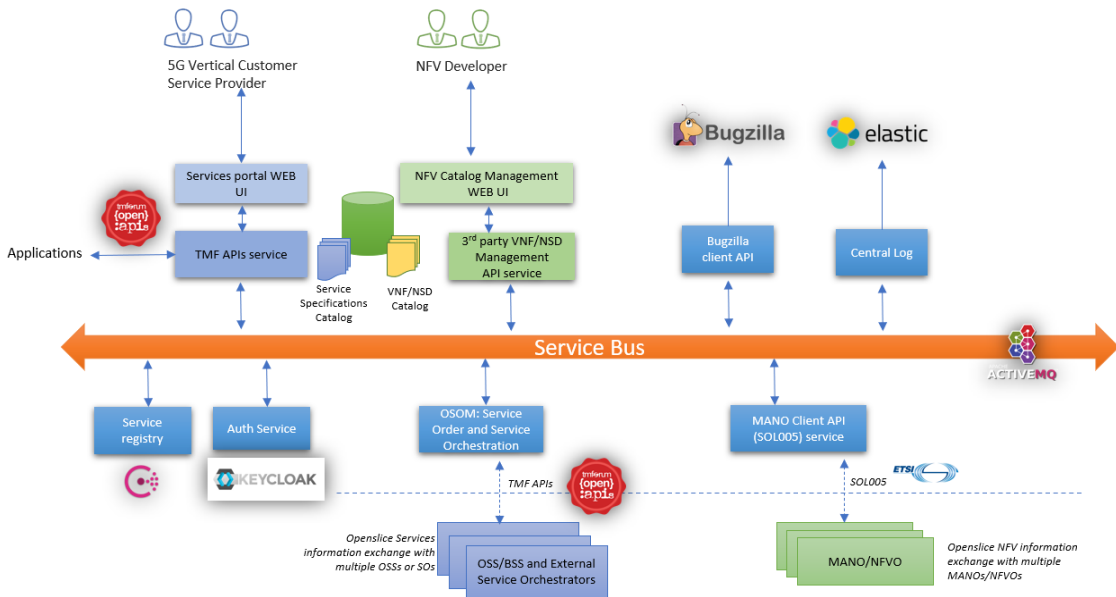 5G Vertical Customer
Service Provider
NFV Developer
Bugzilla
elastic
Services portal WEB
UI
NFV Catalog Management
WEB UI
tmforum
{open}
:apis
Applications
TMF APIs service
3rd party VNF/NSD
Management
API service
Bugzilla
client API
Central Log
Service
Specifications
Catalog
VNF/NSD
Catalog
Service Bus
ACTIVEMQ
Service
registry
Auth Service
OSOM: Service
Order and Service
Orchestration
MANO Client API
(SOL005) service
KEYCLOAK
TMF APIs
tmforum
{open}
:apis
SOL005
ETSI
Openslice Services
information exchange with
multiple OSSs or SOs
OSS/BSS and External
Service Orchestrators
MANO/NFVO
Openslice NFV information
exchange with multiple
MANOs/NFVOs